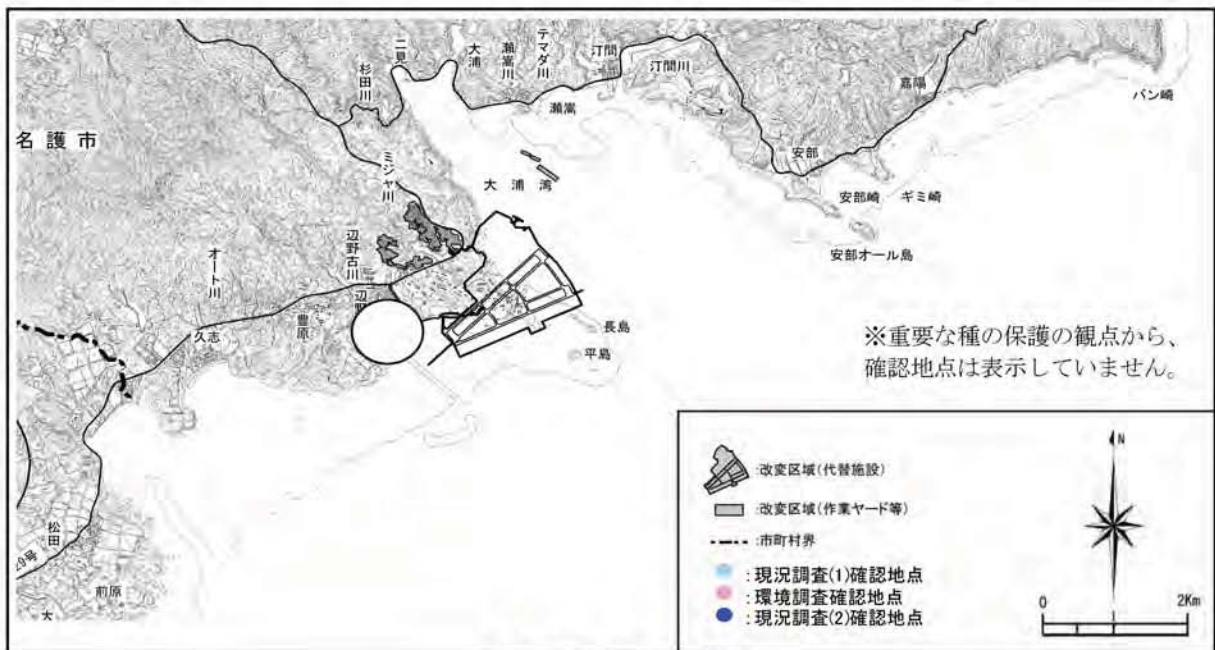 名護市
杉田川
二見
大浦
瀬嵩川
テマダ川
汀間
汀間川
瀬嵩
嘉陽
バン崎
安部
安部崎
ギミ崎
安部オール島
大浦湾
ミジャ川
辺野古川
オート川
久志
豊原
長島
平島
松田
前原
※重要な種の保護の観点から、
確認地点は表示していません。
:改変区域(代替施設)
:改変区域(作業ヤード等)
:市町村界
:現況調査(1)確認地点
:環境調査確認地点
:現況調査(2)確認地点
N
0 2Km